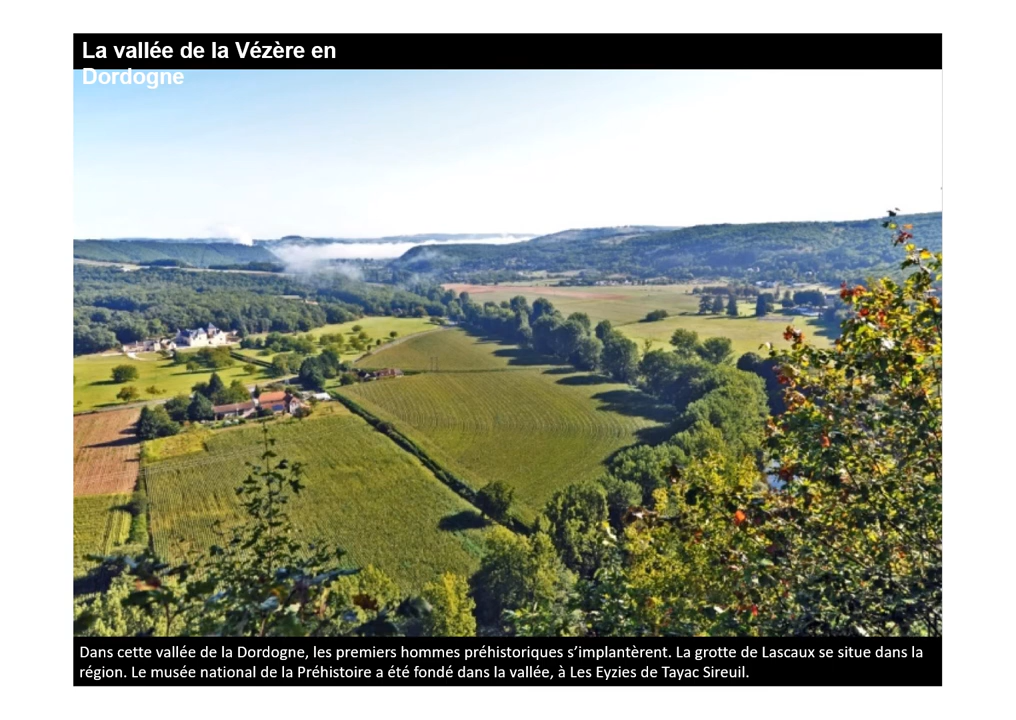 La vallée de la Vézère en
Dordogne
Dans cette vallée de la Dordogne, les premiers hommes préhistoriques s’implantèrent. La grotte de Lascaux se situe dans la
région. Le musée national de la Préhistoire a été fondé dans la vallée, à Les Eyzies de Tayac Sireuil.